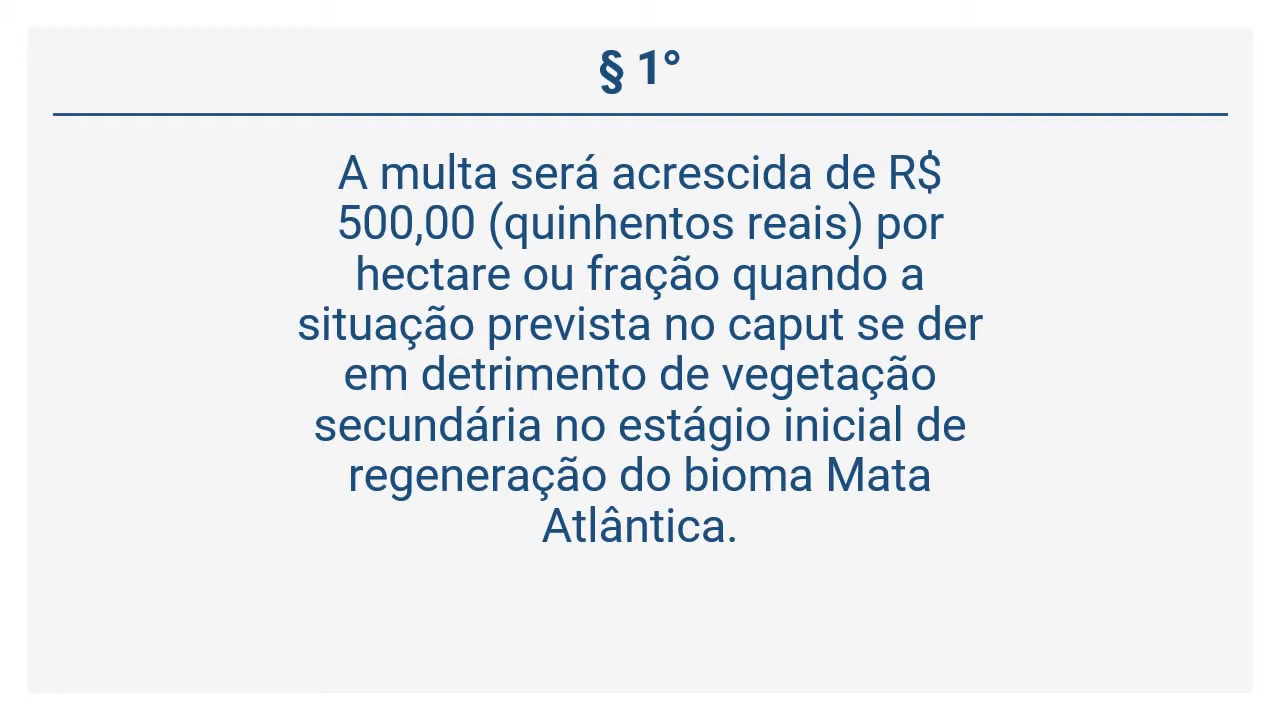 § 1°
A multa será acrescida de R$
500,00 (quinhentos reais) por
hectare ou fração quando a
situação prevista no caput se der
em detrimento de vegetação
secundária no estágio inicial de
regeneração do bioma Mata
Atlântica.